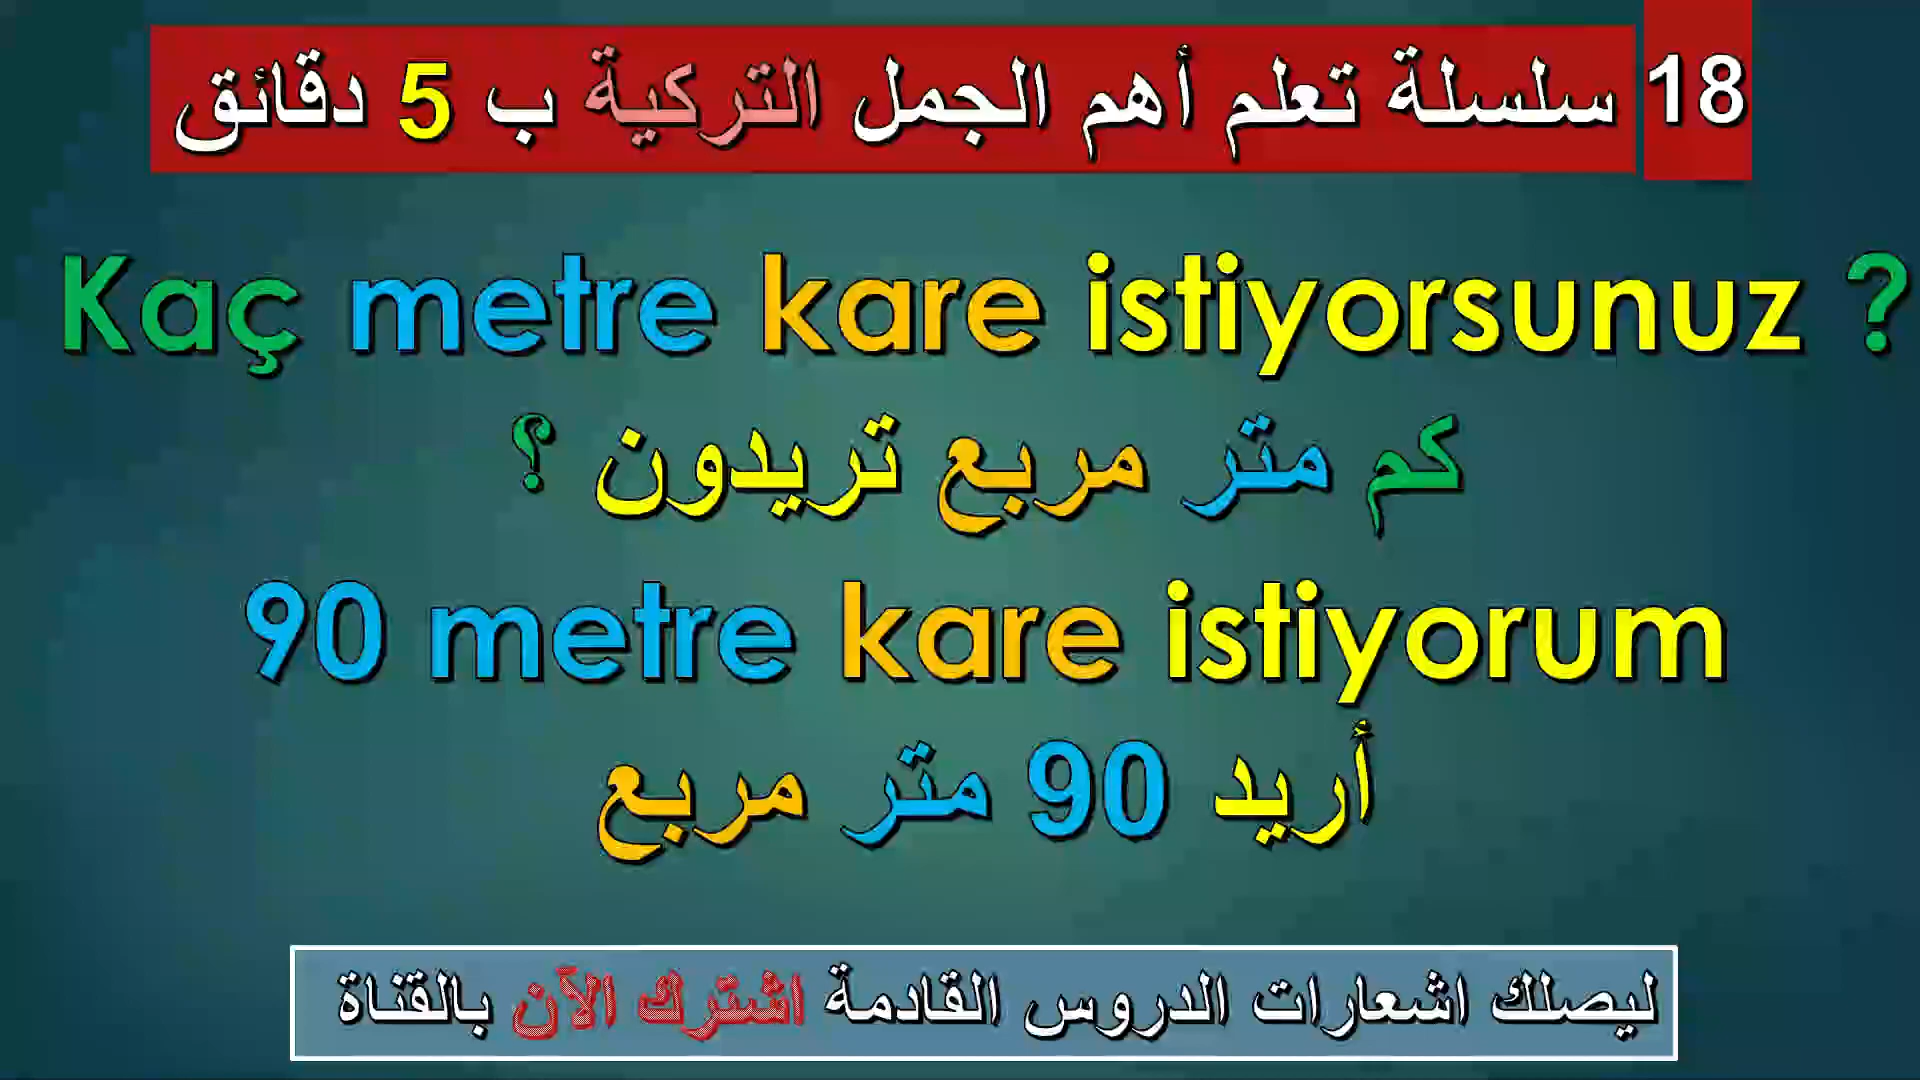 18 سلسلة تعلم أهم الجمل التركية ب 5 دقائق
Kaç metre kare istiyorsunuz ?
كم متر مربع تريدون ؟
90 metre kare istiyorum
أريد 90 متر مربع
ليصلك اشعارات الدروس القادمة اشترك الآن بالقناة